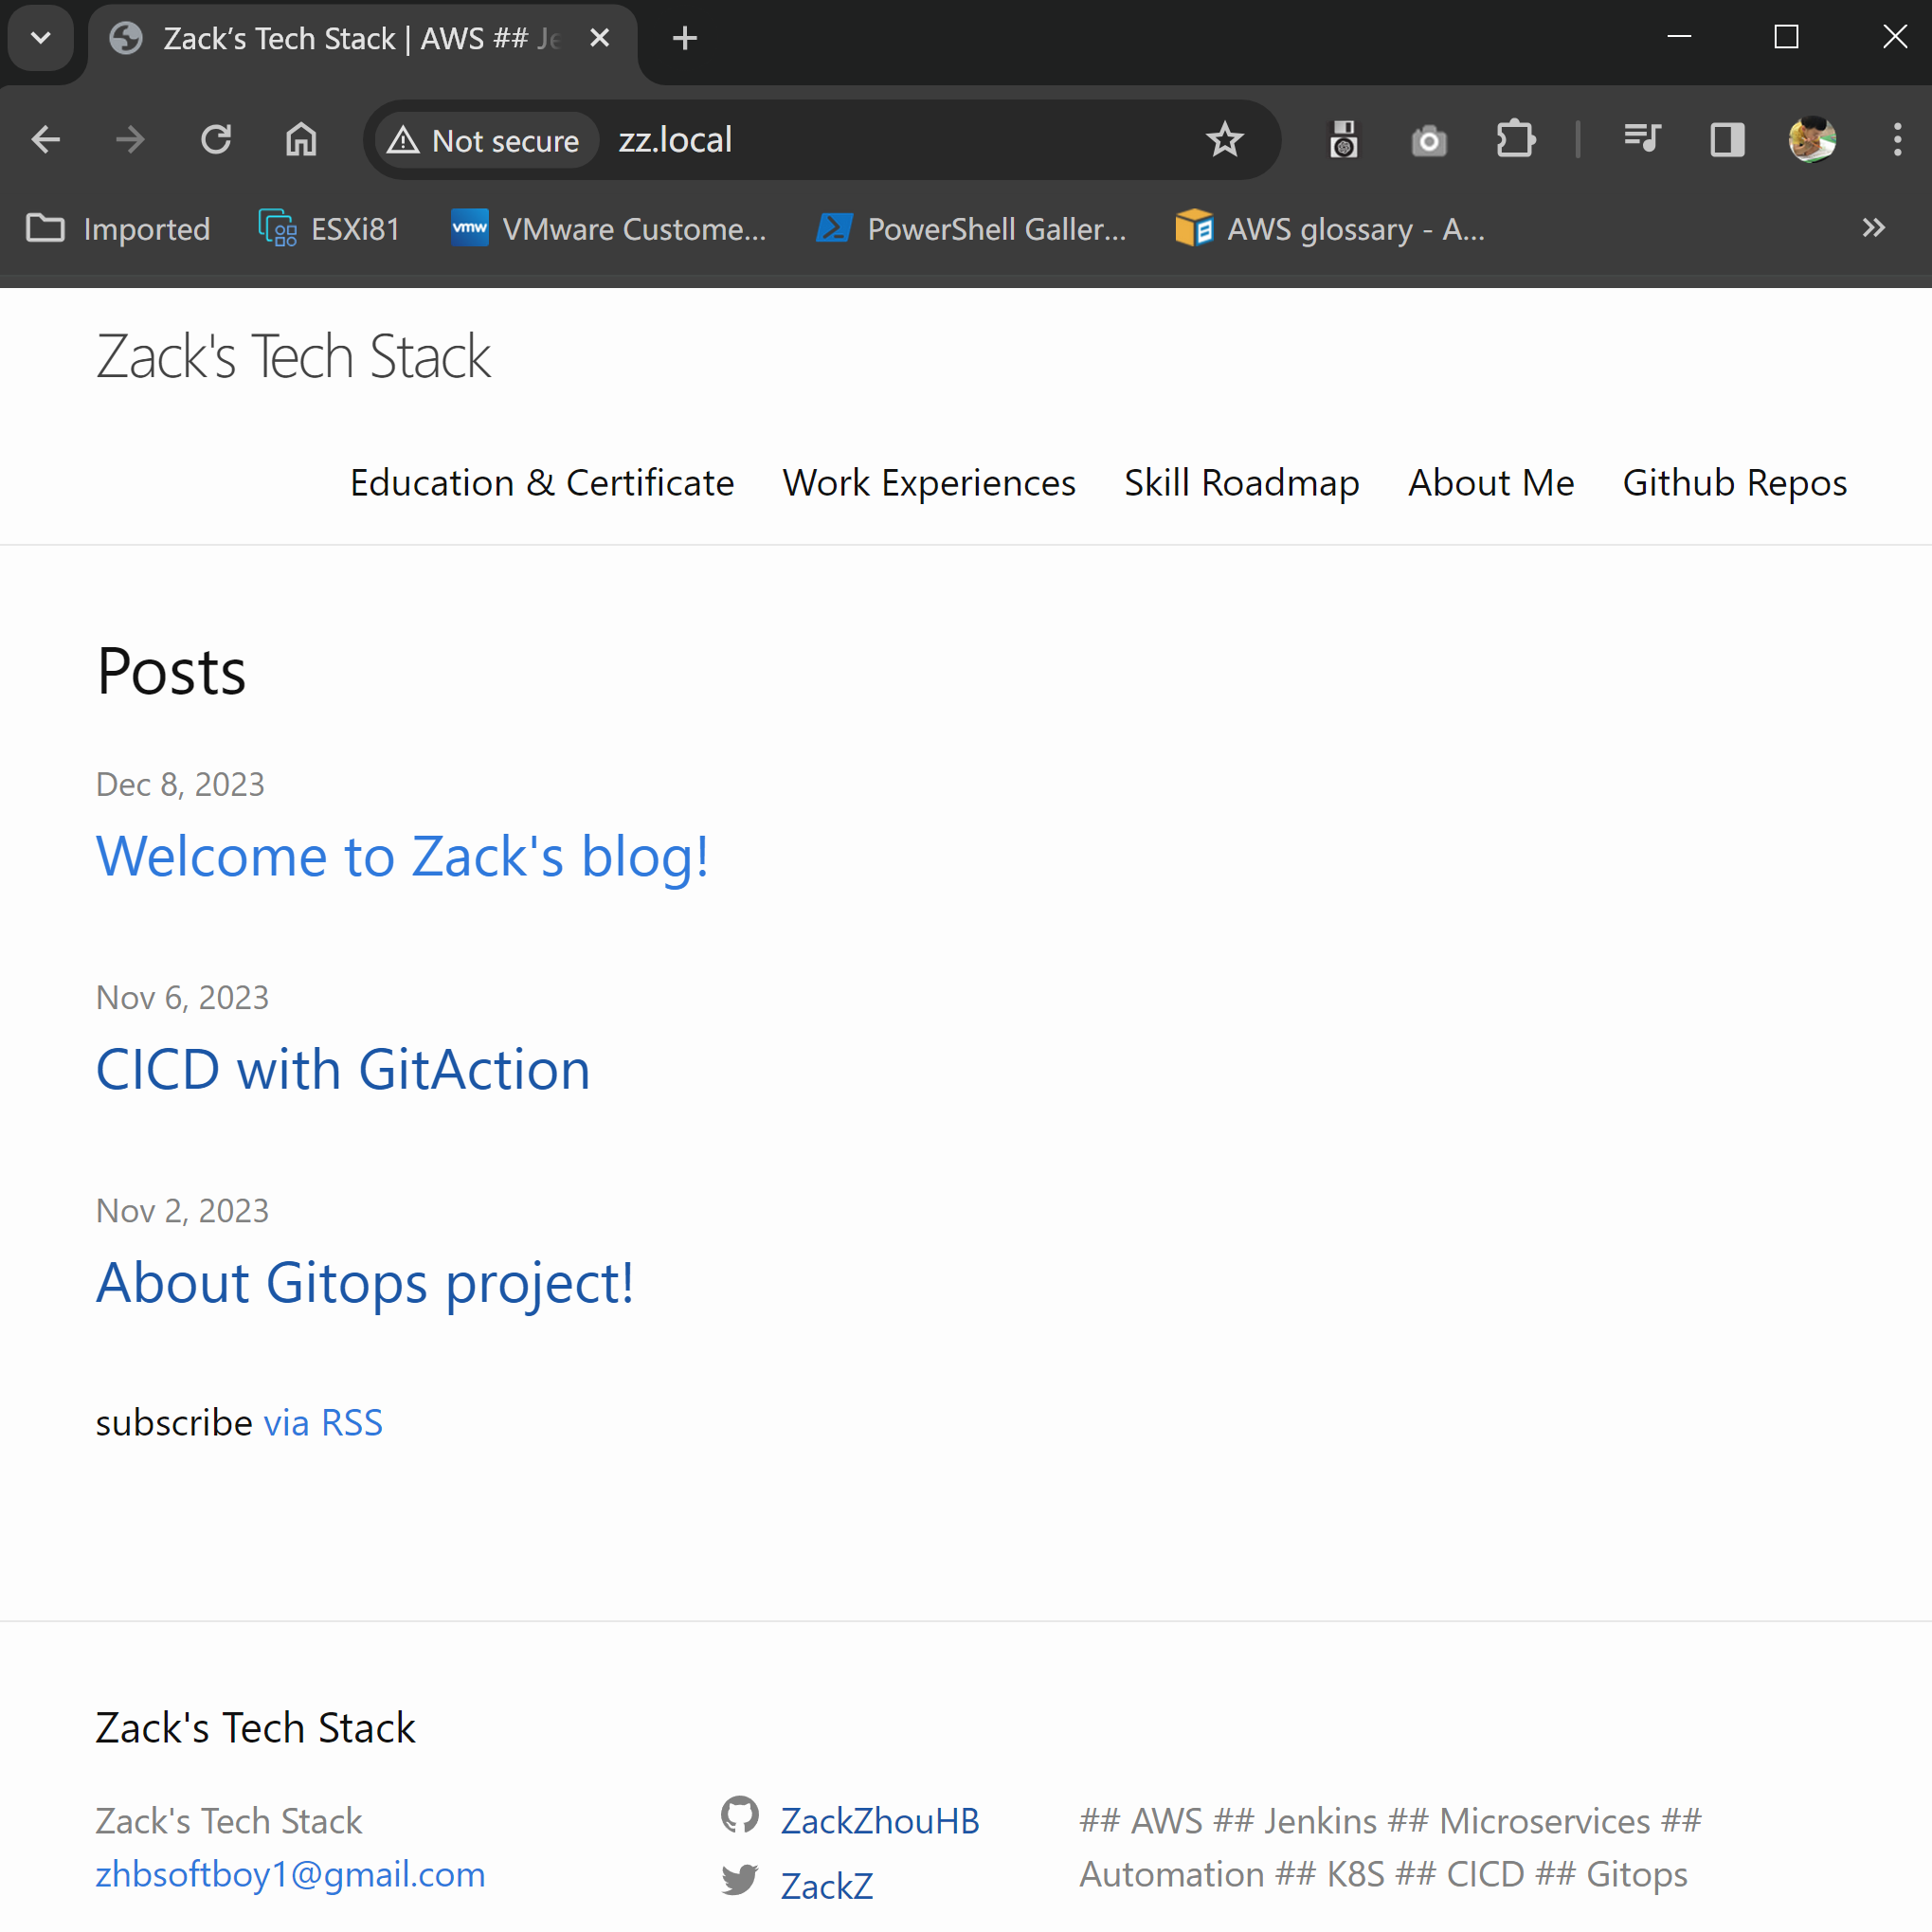 Zack’s Tech Stack | AWS ## Je
Not secure zz.local
Imported ESXi81 vmw VMware Custome... PowerShell Galler... AWS glossary - A...
Zack's Tech Stack
Education & Certificate Work Experiences Skill Roadmap About Me Github Repos
Posts
Dec 8, 2023
Welcome to Zack's blog!
Nov 6, 2023
CICD with GitAction
Nov 2, 2023
About Gitops project!
subscribe via RSS
Zack's Tech Stack
Zack's Tech Stack ZackZhouHB ## AWS ## Jenkins ## Microservices ##
zhbsoftboy1@gmail.com ZackZ Automation ## K8S ## CICD ## Gitops